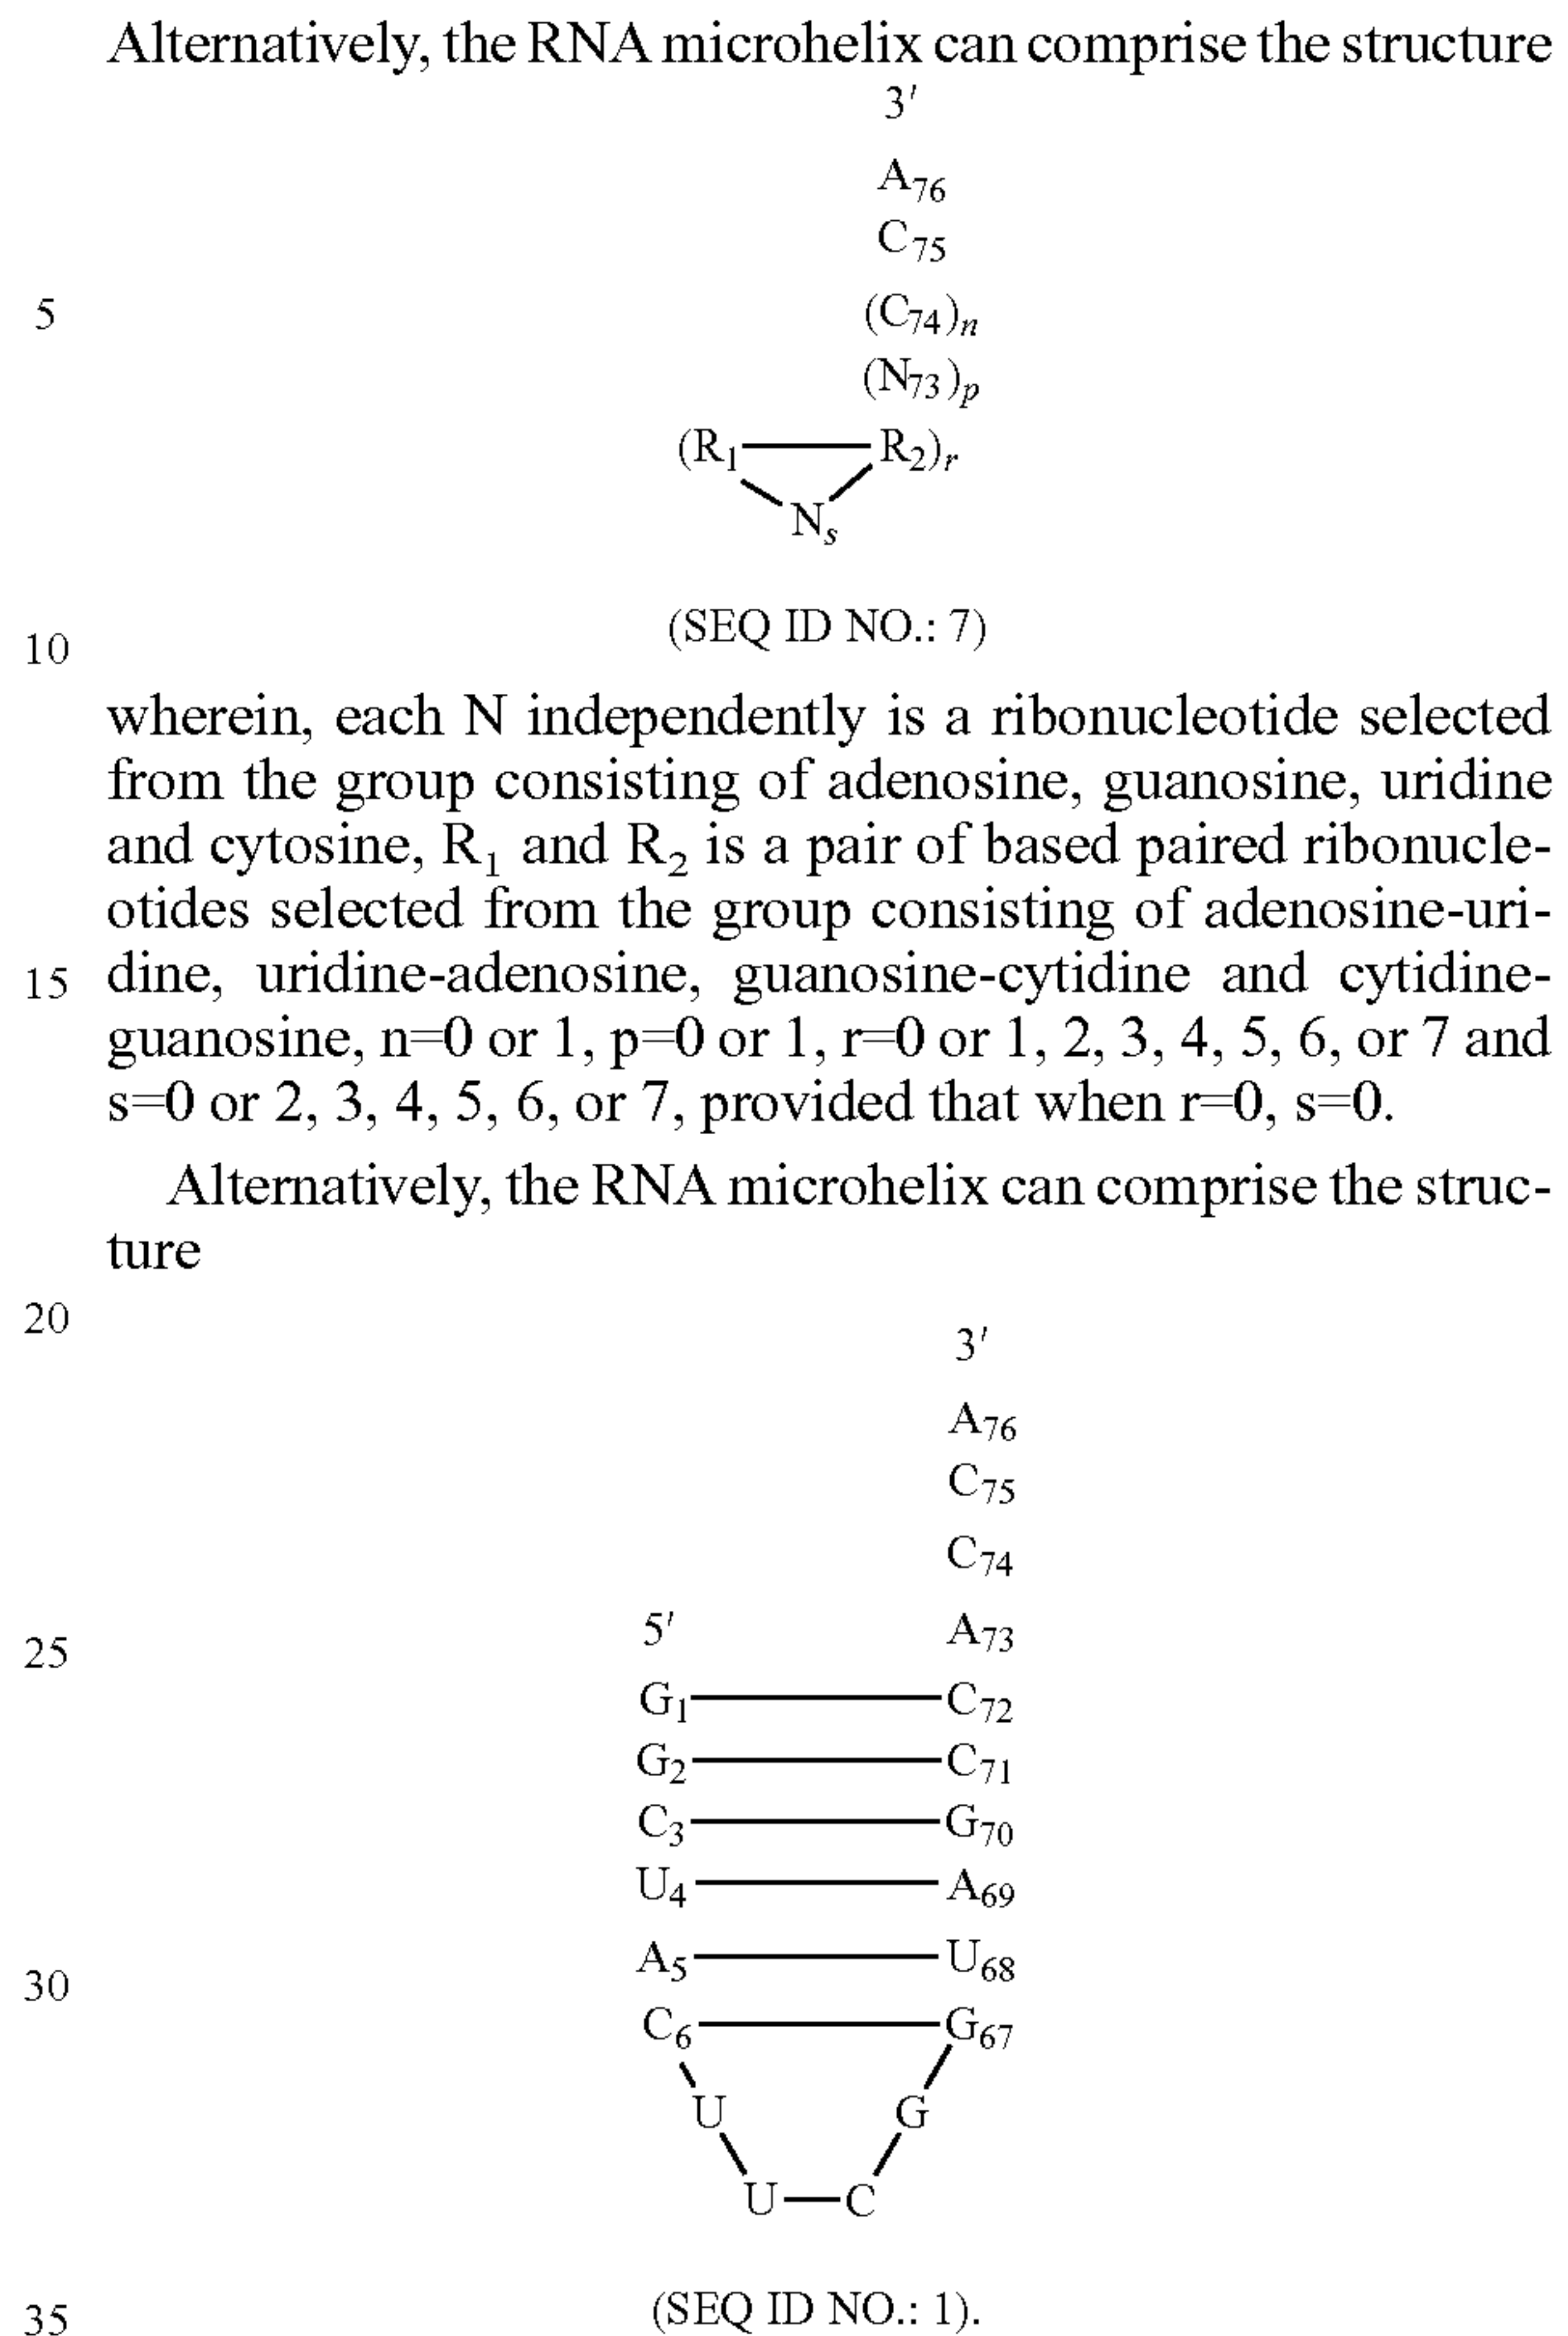 Alternatively, the RNA microhelix can comprise the structure
3'
A76
C75
5
(C74)n
(N73)p
(R1 R2)r
Ns
(SEQ ID NO.: 7)
10
wherein, each N independently is a ribonucleotide selected
from the group consisting of adenosine, guanosine, uridine
and cytosine, R1 and R2 is a pair of based paired ribonucle-
otides selected from the group consisting of adenosine-uri-
15 dine, uridine-adenosine, guanosine-cytidine and cytidine-
guanosine, n=0 or 1, p=0 or 1, r=0 or 1, 2, 3, 4, 5, 6, or 7 and
s=0 or 2, 3, 4, 5, 6, or 7, provided that when r=0, s=0.
Alternatively, the RNA microhelix can comprise the struc-
ture
20
3'
A76
C75
C74
25 5' A73
G1 C72
G2 C71
C3 G70
U4 A69
A5 U68
30
C6 G67
U G
U C
35 (SEQ ID NO.: 1).